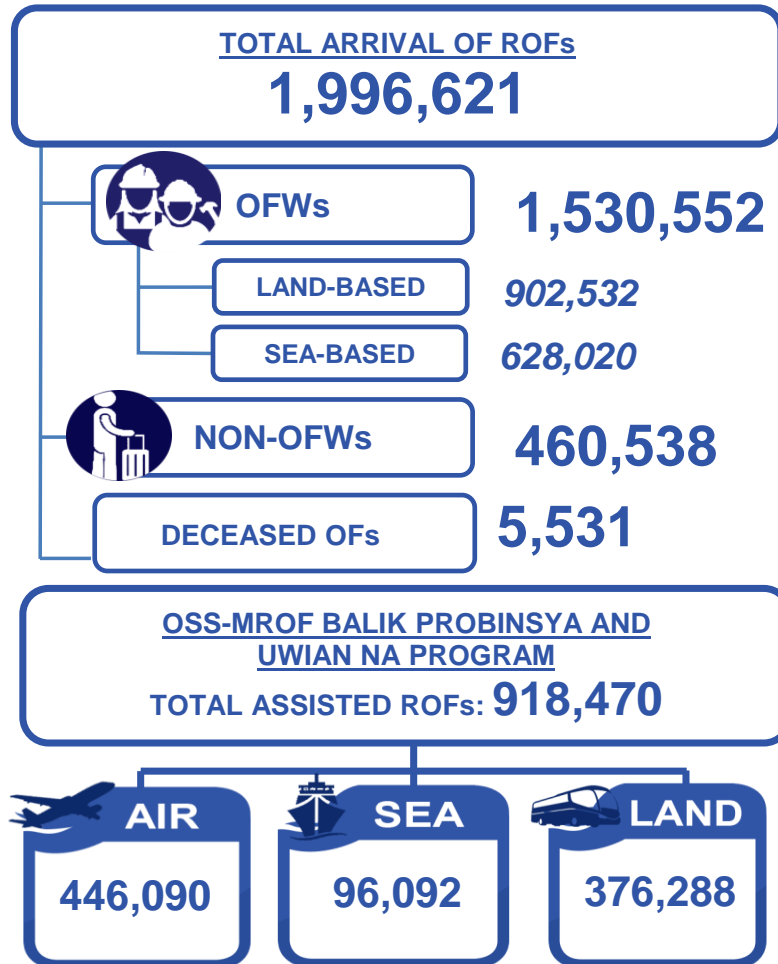 TOTAL ARRIVAL OF ROFs
1,996,621
OFWs 1,530,552
LAND-BASED 902,532
SEA-BASED 628,020
NON-OFWs 460,538
DECEASED OFs 5,531
OSS-MROF BALIK PROBINSYA AND
UWIAN NA PROGRAM
TOTAL ASSISTED ROFs: 918,470
AIR SEA LAND
446,090 96,092 376,288